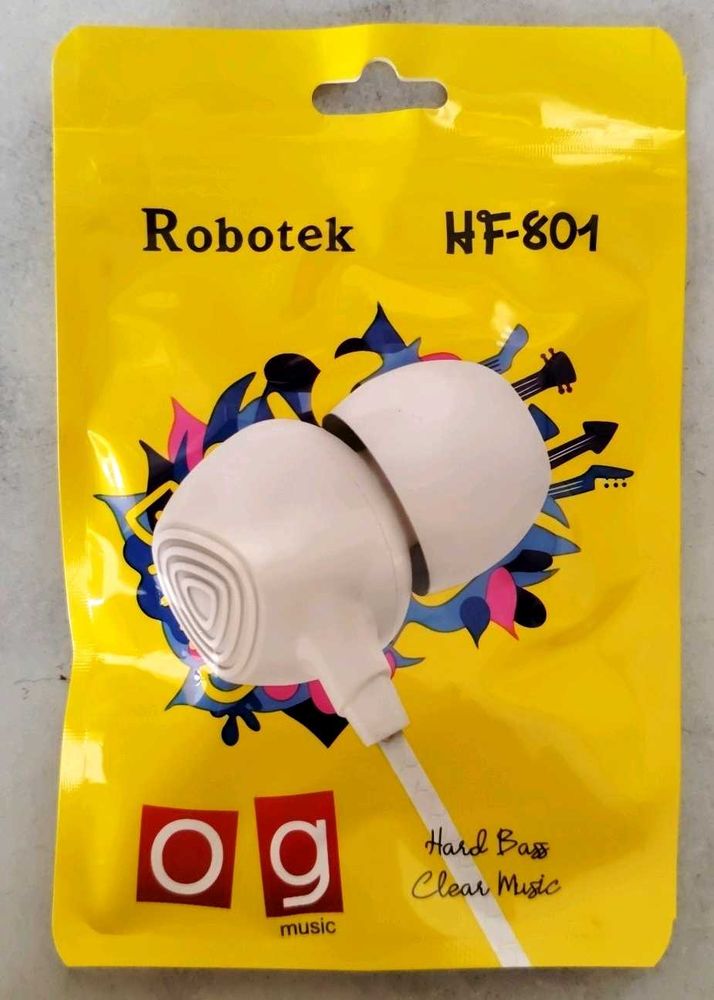 Robotek HF-801
og
music
Hard Bass
Clear Music